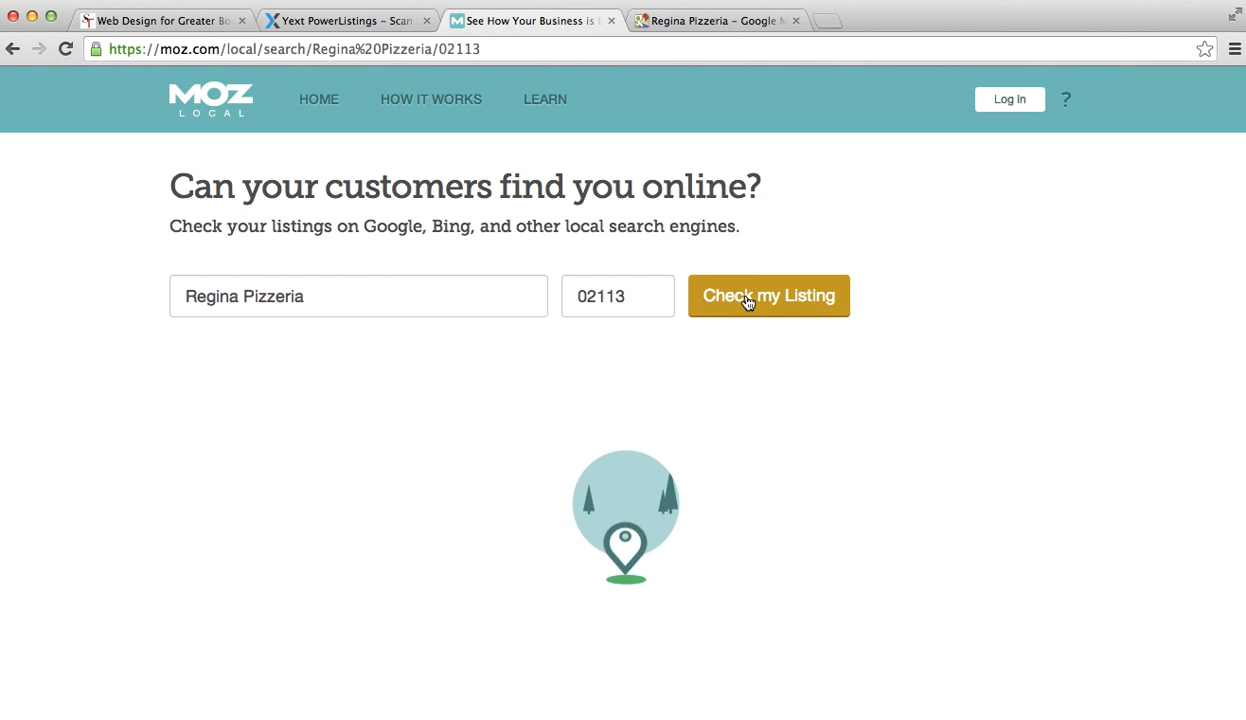 Web Design for Greater Bo
Yext PowerListings – Scan
See How Your Business is L
Regina Pizzeria – Google M
https://moz.com/local/search/Regina%20Pizzeria/02113
MOZ
LOCAL
HOME
HOW IT WORKS
LEARN
Log In
?
Can your customers find you online?
Check your listings on Google, Bing, and other local search engines.
Regina Pizzeria
02113
Check my Listing